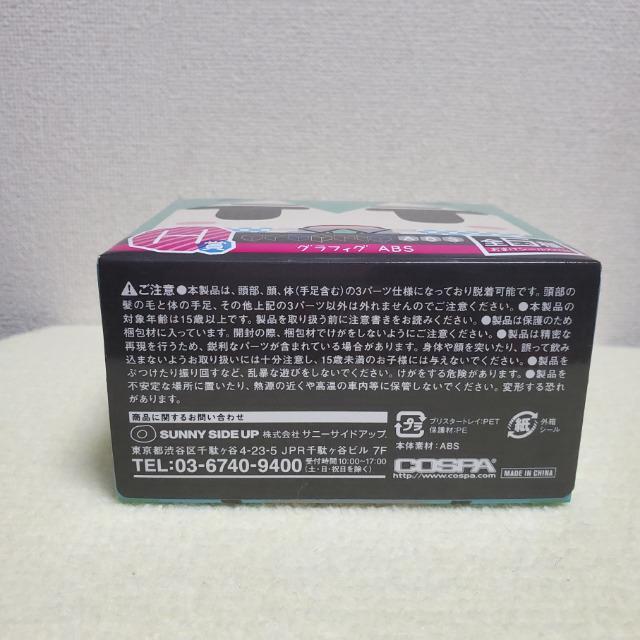 賞
グラフィグ ABS
⚠ご注意●本製品は、頭部、顔、体(手足含む)の3パーツ仕様になっており脱着可能です。頭部の
髪の毛と体の手足、その他上記の3パーツ以外は外れませんのでご注意ください。●本製品の
対象年齢は15歳以上です。製品を取り扱う前に注意書きをお読みください。●製品は保護のため
梱包材に入っています。開封の際、梱包材でけがをしないようにご注意ください。●製品は精密な
再現を行うため、鋭利なパーツが含まれている場合があります。身体や顔を突いたり、誤って飲み
込まないようお取り扱いには十分注意し、15歳未満のお子様には与えないでください。●製品を
ぶつけたり振り回すなど、乱暴な遊びをしないでください。けがをする危険があります。●製品を
不安定な場所に置いたり、熱源の近くや高温の車内等に保管しないでください。変形する恐れ
があります。
商品に関するお問い合わせ
SUNNY SIDE UP 株式会社 サニーサイドアップ
東京都渋谷区千駄ヶ谷4-23-5 JPR千駄ヶ谷ビル 7F
TEL:03-6740-9400 受付時間10:00~17:00
(土・日・祝日を除く)
プラ ブリスタートレイ:PET
保護材:PE
紙 外箱
シール
本体素材:ABS
COSPA
http://www.cospa.com
MADE IN CHINA